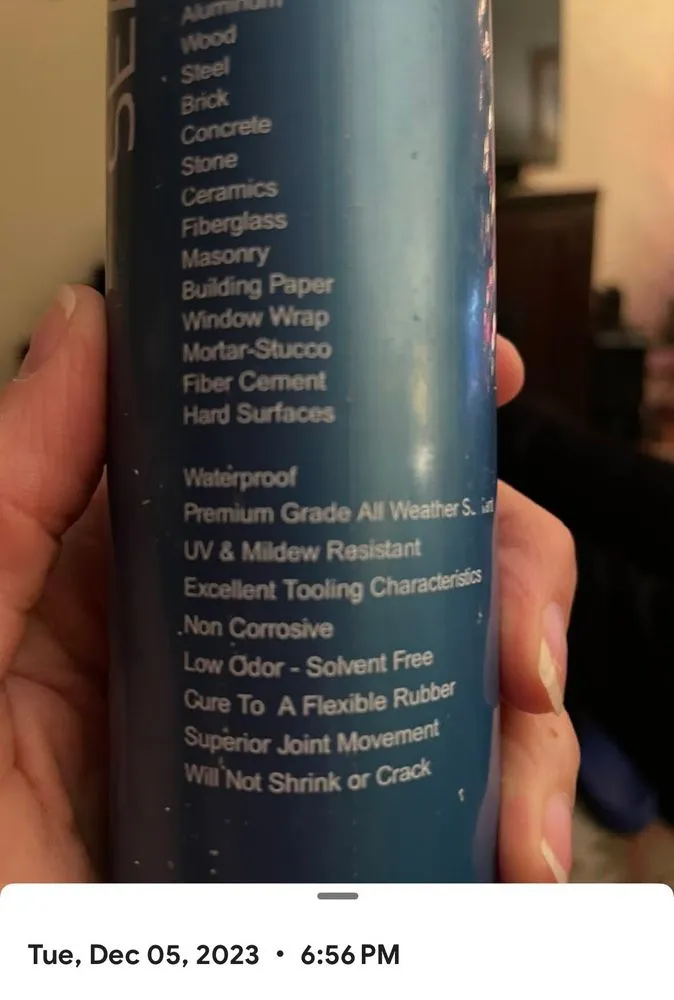 Aluminum
Wood
Steel
Brick
Concrete
Stone
Ceramics
Fiberglass
Masonry
Building Paper
Window Wrap
Mortar-Stucco
Fiber Cement
Hard Surfaces
Waterproof
Premium Grade All Weather
UV & Mildew Resistant
Excellent Tooling Characteristics
Non Corrosive
Low Odor - Solvent Free
Cure To A Flexible Rubber
Superior Joint Movement
Will Not Shrink or Crack
Tue, Dec 05, 2023 • 6:56 PM